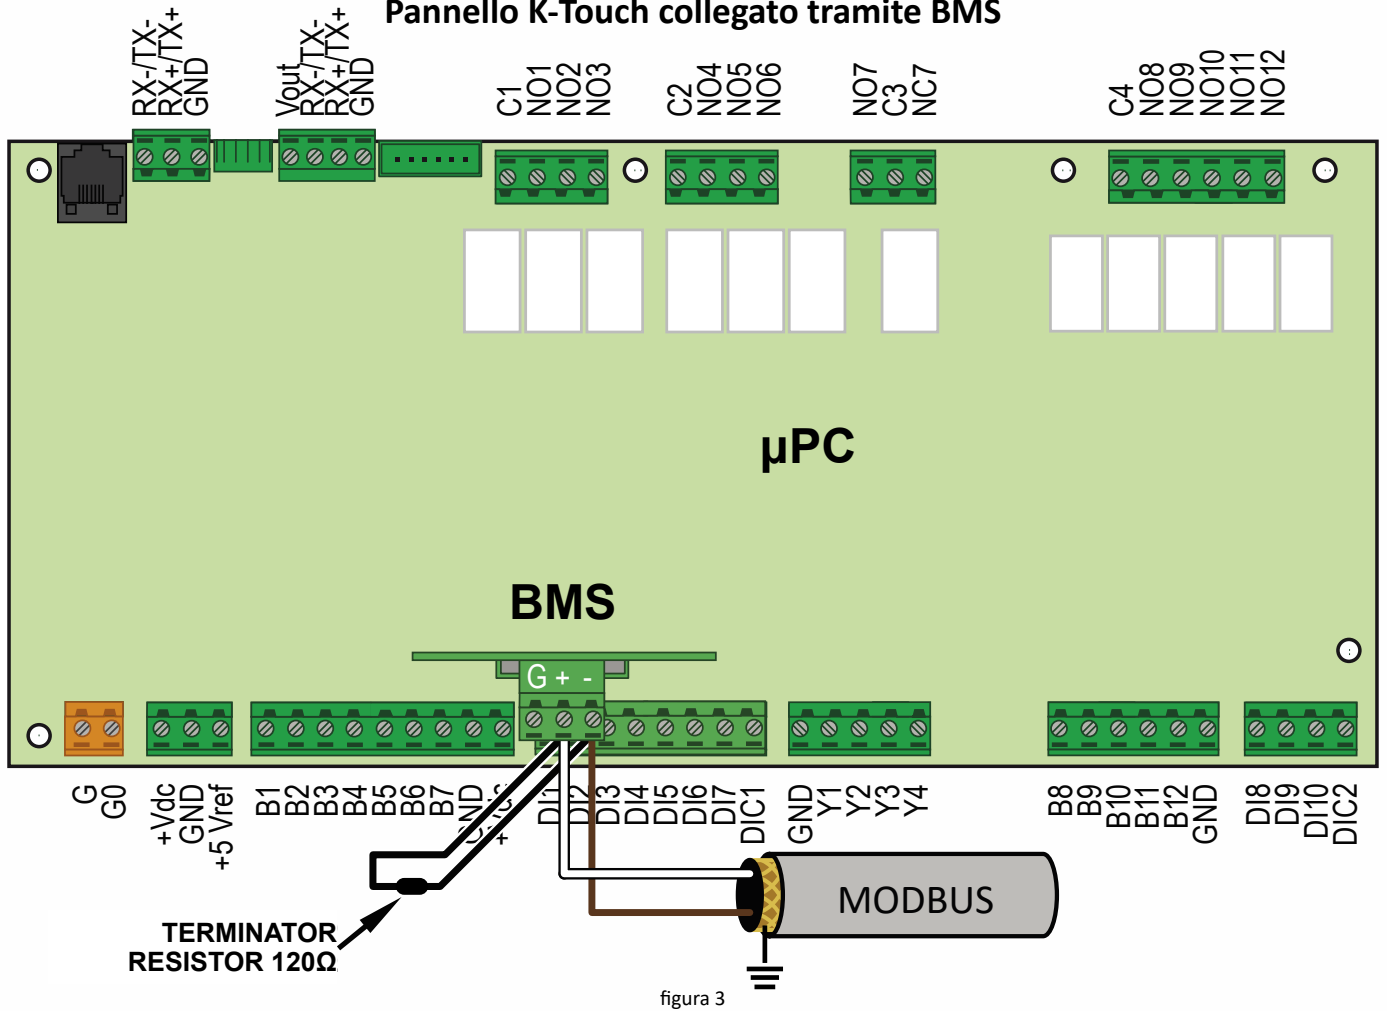 Pannello K-Touch collegato tramite BMS
RX-/TX-
RX+/TX+
GND
Vout
RX-/TX-
RX+/TX+
GND
C1
NO1
NO2
NO3
C2
NO4
NO5
NO6
NO7
C3
NC7
C4
NO8
NO9
NO10
NO11
NO12
µPC
BMS
G + -
G
G0
+Vdc
GND
+5 Vref
B1
B2
B3
B4
B5
B6
B7
GND
DI1
DI2
DI3
DI4
DI5
DI6
DI7
DIC1
GND
Y1
Y2
Y3
Y4
B8
B9
B10
B11
B12
GND
DI8
DI9
DI10
DIC2
MODBUS
TERMINATOR
RESISTOR 120Ω
figura 3